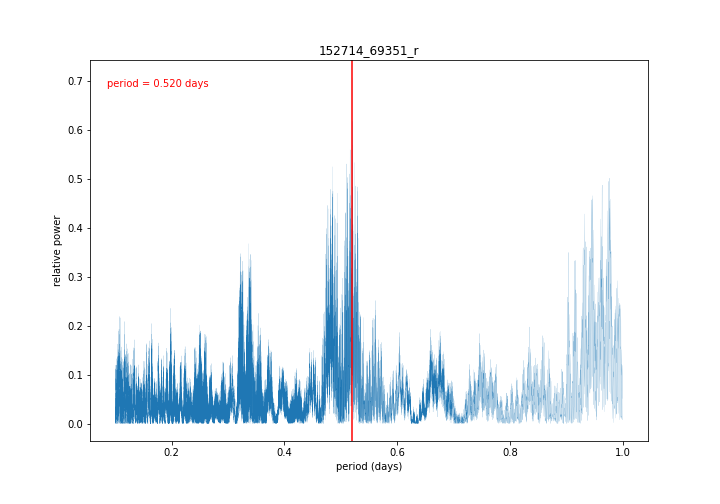 152714_69351_r
period = 0.520 days
relative power
0.7
0.6
0.5
0.4
0.3
0.2
0.1
0.0
0.2 0.4 0.6 0.8 1.0
period (days)